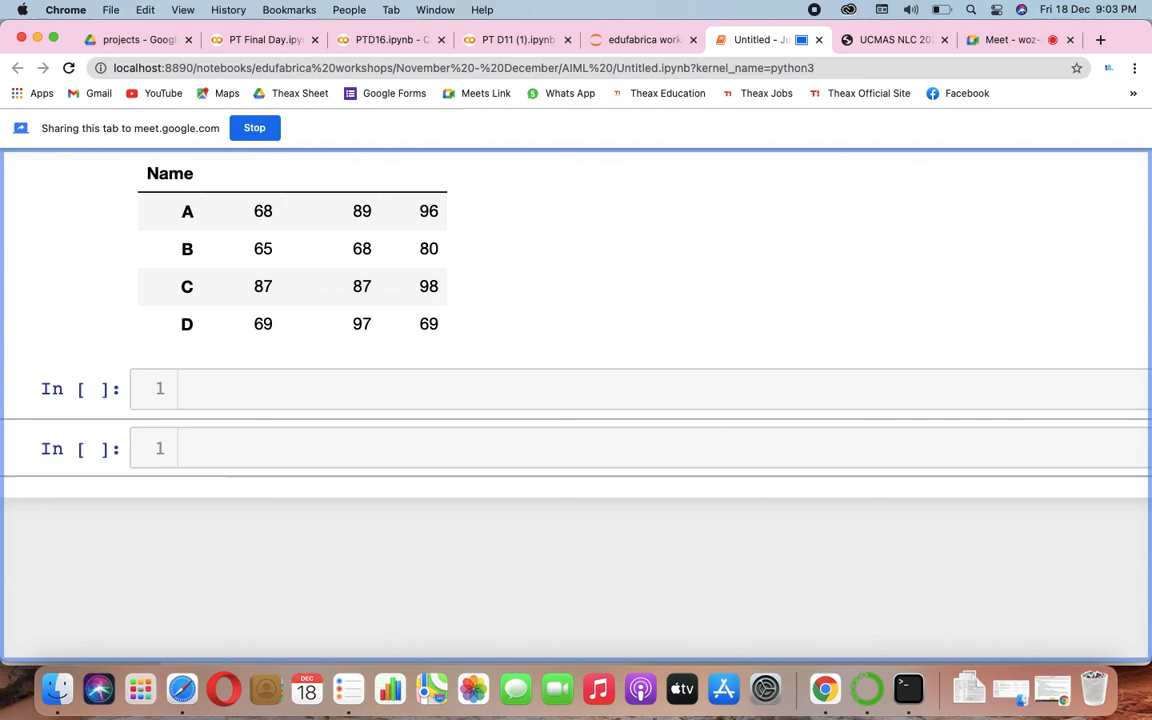 Chrome File Edit View History Bookmarks People Tab Window Help Fri 18 Dec 9:03 PM
projects - Googl PT Final Day.ipyn PTD16.ipynb - C PT D11 (1).ipynb edufabrica work Untitled - Ju UCMAS NLC 202 Meet - woz-
localhost:8890/notebooks/edufabrica%20workshops/November%20-%20December/AIML%20/Untitled.ipynb?kernel_name=python3
Apps Gmail YouTube Maps Theax Sheet Google Forms Meets Link Whats App Theax Education Theax Jobs Theax Official Site Facebook »
Sharing this tab to meet.google.com Stop
Name
A 68 89 96
B 65 68 80
C 87 87 98
D 69 97 69
In [ ]: 1
In [ ]: 1
DEC
18
tv